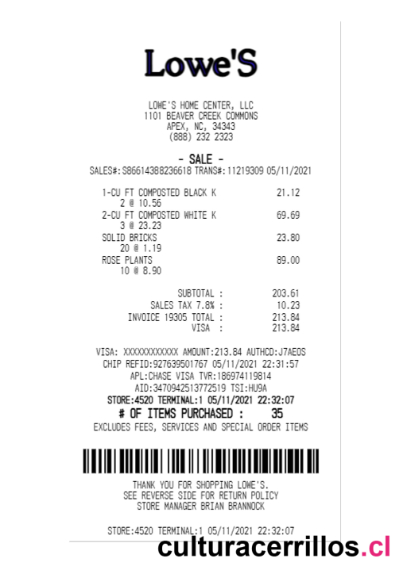 Lowe'S
LOWE'S HOME CENTER, LLC
1101 BEAVER CREEK COMMONS
APEX, NC, 34343
(888) 232 2323
- SALE -
SALES#:S86614388236618 TRANS#:11219309 05/11/2021
1-CU FT COMPOSTED BLACK K 21.12
2 @ 10.56
2-CU FT COMPOSTED WHITE K 69.69
3 @ 23.23
SOLID BRICKS 23.80
20 @ 1.19
ROSE PLANTS 89.00
10 @ 8.90
SUBTOTAL : 203.61
SALES TAX 7.8% : 10.23
INVOICE 19305 TOTAL : 213.84
VISA : 213.84
VISA: XXXXXXXXXXXX AMOUNT:213.84 AUTHCD:J7AEDS
CHIP REFID:927639501767 05/11/2021 22:31:57
APL:CHASE VISA TVR:186974119814
AID:3470942513772519 TSI:HU9A
STORE:4520 TERMINAL:1 05/11/2021 22:32:07
# OF ITEMS PURCHASED : 35
EXCLUDES FEES, SERVICES AND SPECIAL ORDER ITEMS
THANK YOU FOR SHOPPING LOWE'S.
SEE REVERSE SIDE FOR RETURN POLICY
STORE MANAGER BRIAN BRANNOCK
STORE:4520 TERMINAL:1 05/11/2021 22:32:07
culturacerrillos.cl